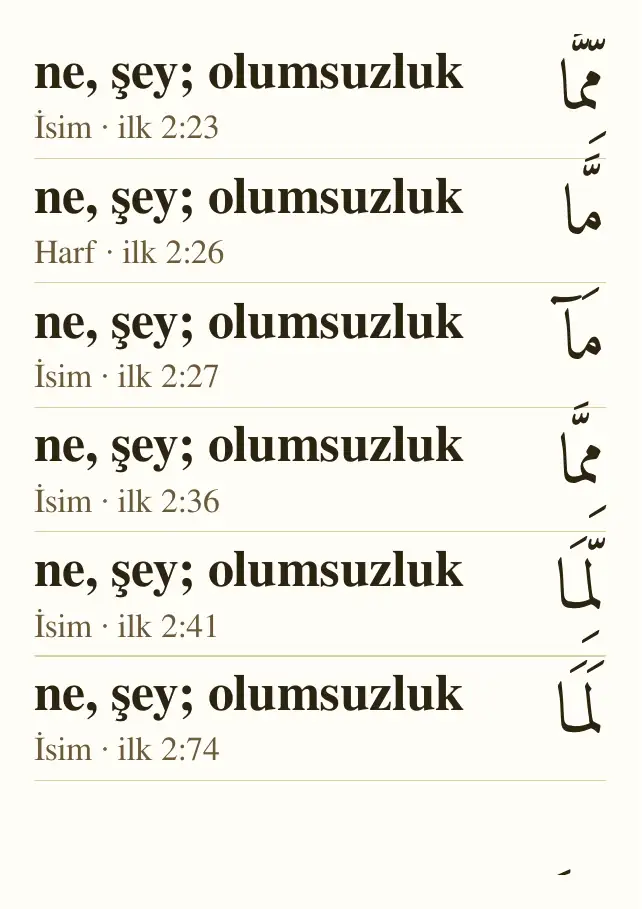 ne, şey; olumsuzluk مِّمَّا
İsim · ilk 2:23
ne, şey; olumsuzluk مَّا
Harf · ilk 2:26
ne, şey; olumsuzluk مَآ
İsim · ilk 2:27
ne, şey; olumsuzluk مِمَّا
İsim · ilk 2:36
ne, şey; olumsuzluk لِّمَا
İsim · ilk 2:41
ne, şey; olumsuzluk لَمَا
İsim · ilk 2:74